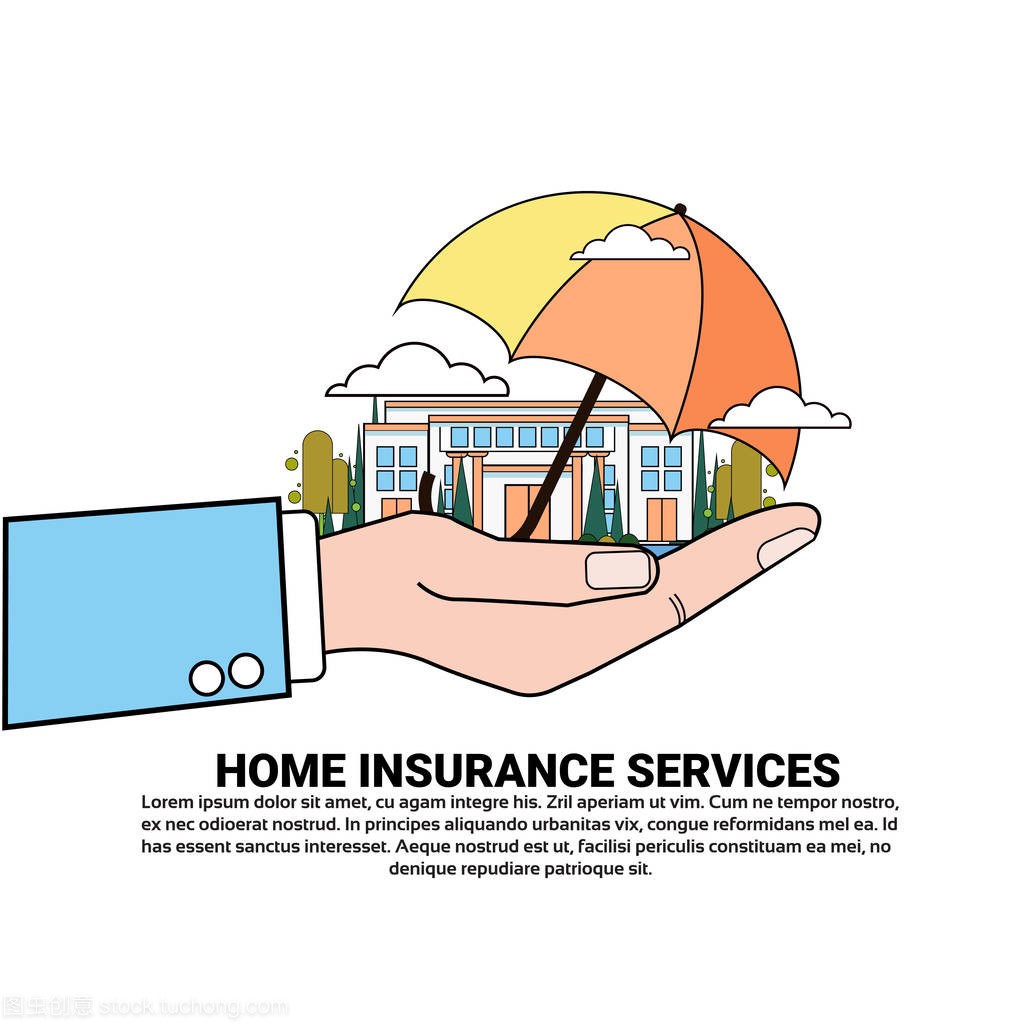 HOME INSURANCE SERVICES
Lorem ipsum dolor sit amet, cu agam integre his. Zril aperiam ut vim. Cum ne tempor nostro,
ex nec odioerat nostrud. In principes aliquando urbanitas vix, congue reformidans mel ea. Id
has essent sanctus interesset. Aeque nostrud est ut, facilisi periculis constituam ea mei, no
denique repudiare patrioque sit.
图虫创意 stock.tuchong.com